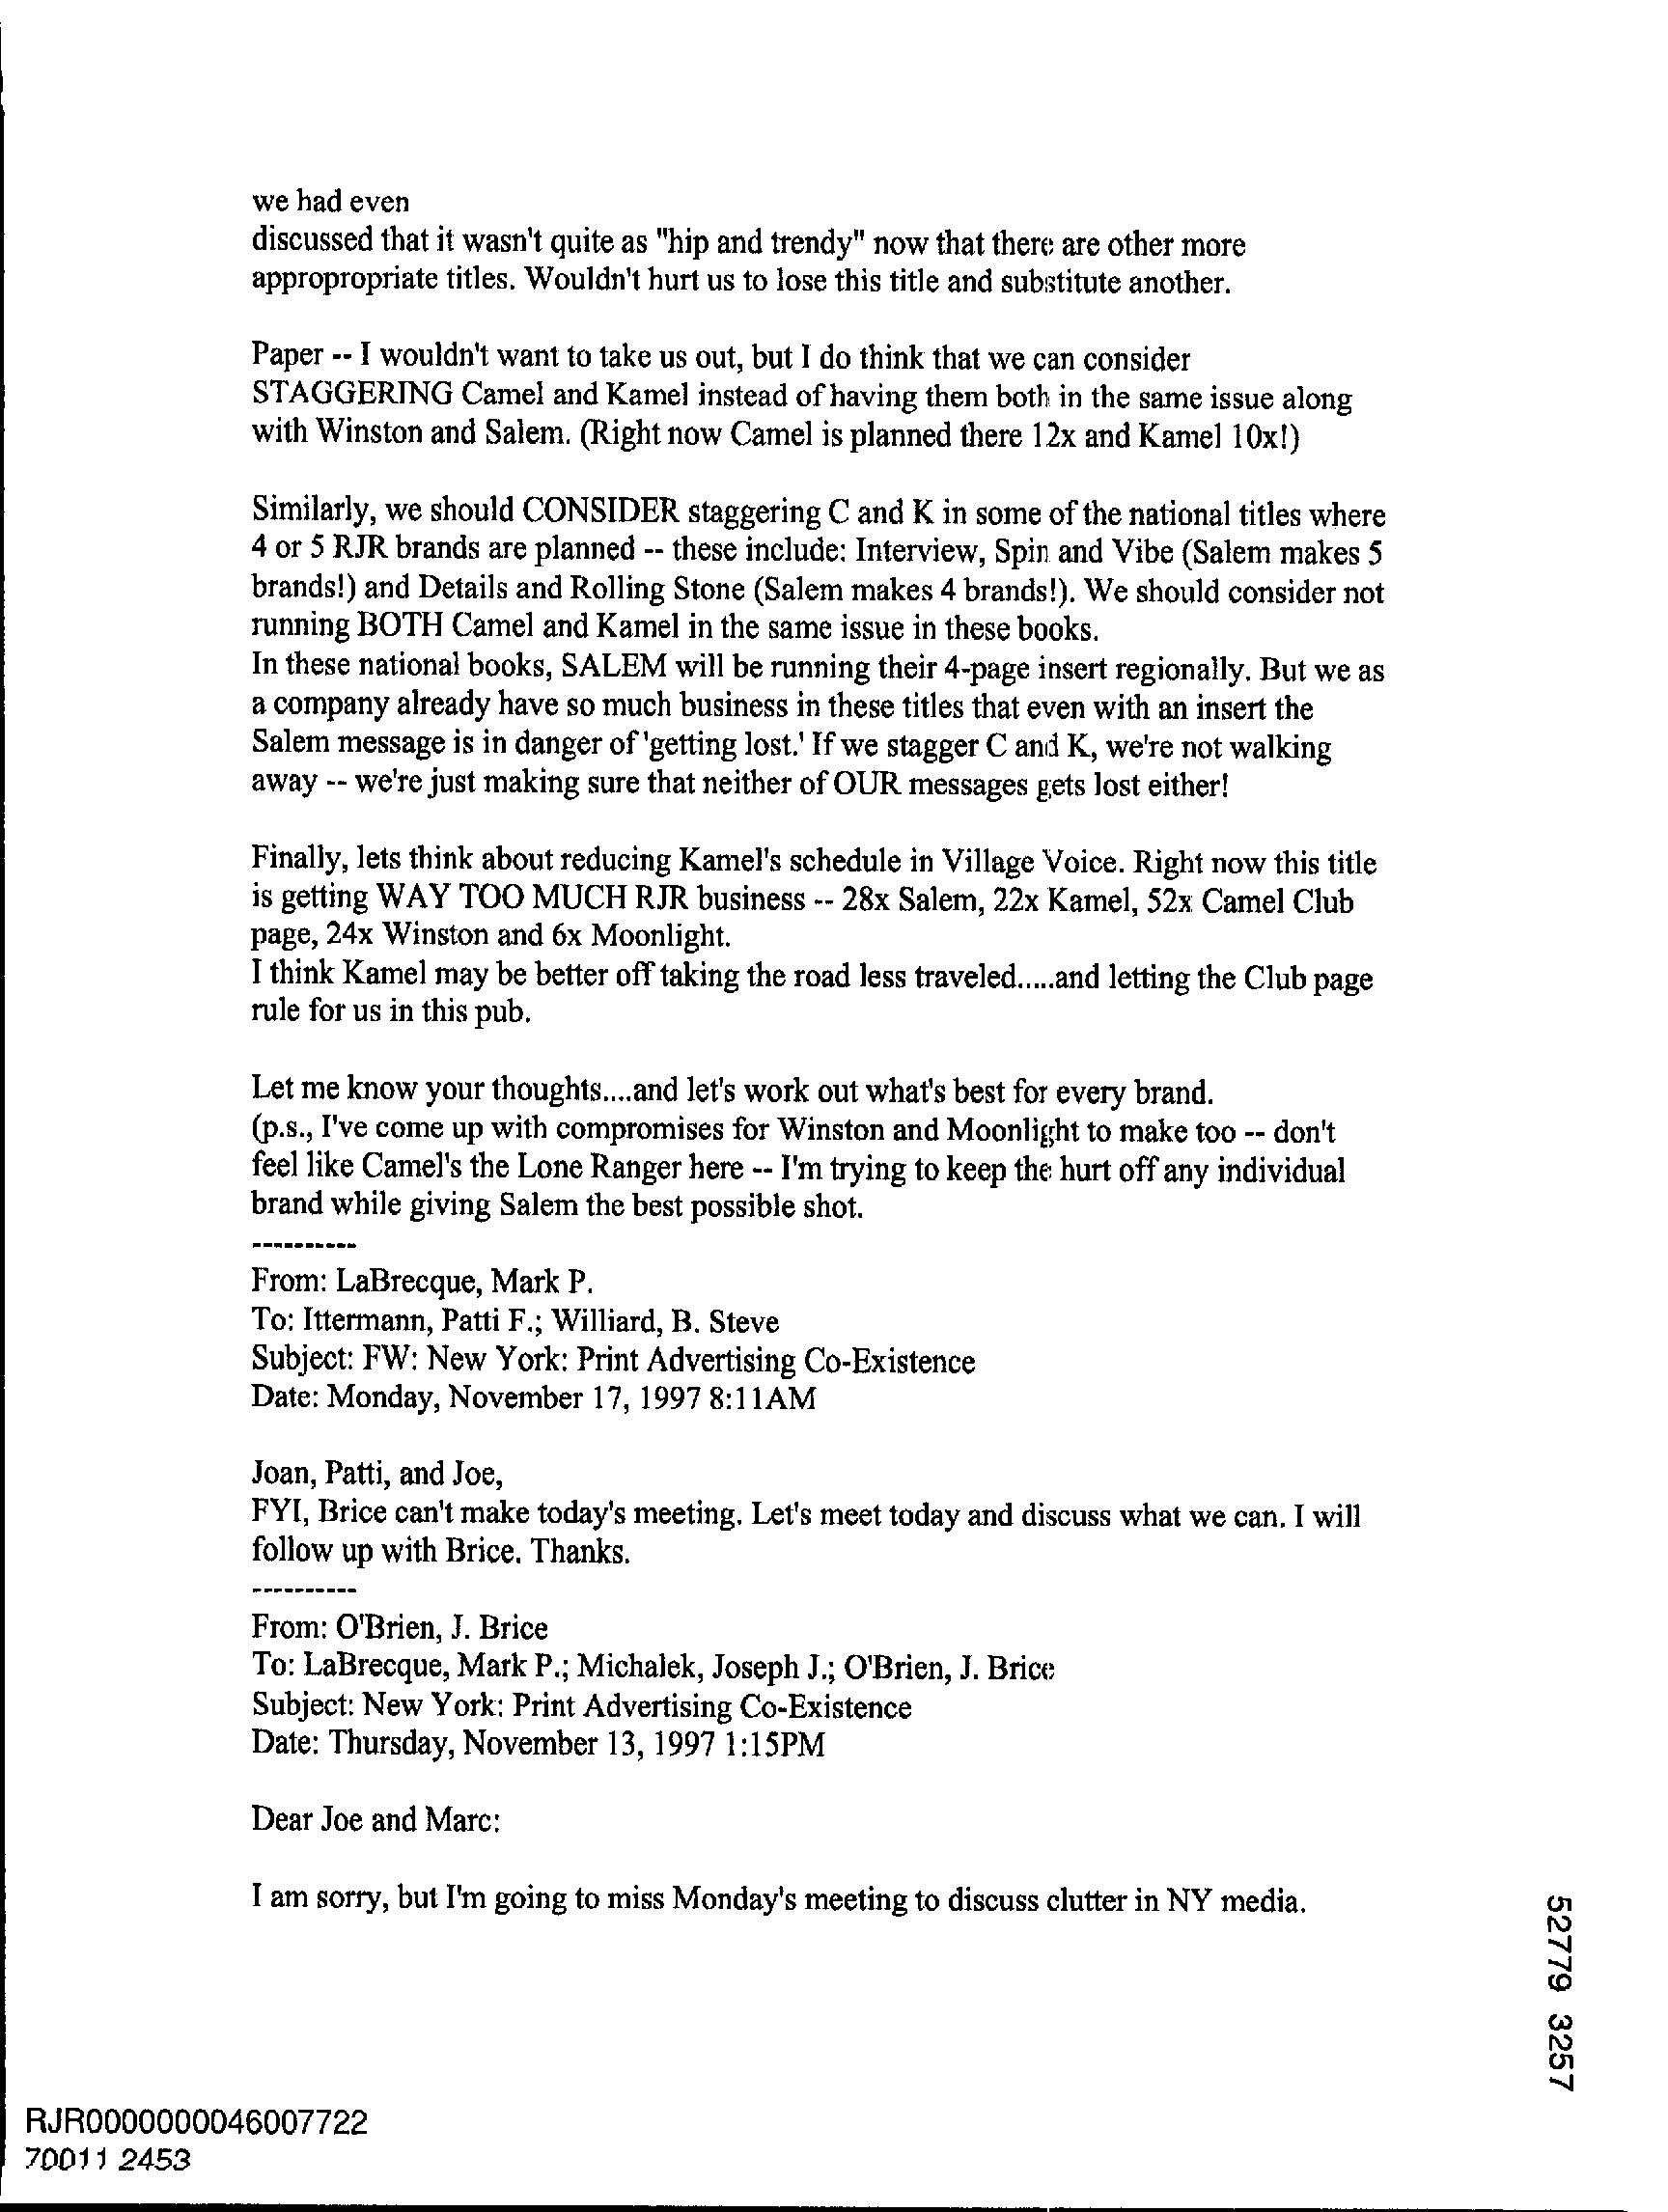 we had even
discussed that it wasn't quite as "hip and trendy" now that there are other more
appropropriate titles. Wouldn't hurt us to lose this title and substitute another.
Paper -- I wouldn't want to take us out, but I do think that we can consider
STAGGERING Camel and Kamel instead of having them both in the same issue along
with Winston and Salem. (Right now Camel is planned there 12x and Kamel 10x!)
Similarly, we should CONSIDER staggering C and K in some of the national titles where
4 or 5 RJR brands are planned -- these include: Interview, Spin and Vibe (Salem makes 5
brands!) and Details and Rolling Stone (Salem makes 4 brands!). We should consider not
running BOTH Camel and Kamel in the same issue in these books.
In these national books, SALEM will be running their 4-page insert regionally. But we as
a company already have so much business in these titles that even with an insert the
Salem message is in danger of 'getting lost.' If we stagger C and K, we're not walking
away -- we're just making sure that neither of OUR messages gets lost either!
Finally, lets think about reducing Kamel's schedule in Village Voice. Right now this title
is getting WAY TOO MUCH RJR business -- 28x Salem, 22x Kamel, 52x Camel Club
page, 24x Winston and 6x Moonlight.
I think Kamel may be better off taking the road less traveled.....and letting the Club page
rule for us in this pub.
Let me know your thoughts....and let's work out what's best for every brand.
(p.s., I've come up with compromises for Winston and Moonlight to make too -- don't
feel like Camel's the Lone Ranger here -- I'm trying to keep the hurt off any individual
brand while giving Salem the best possible shot.
----------
From: LaBrecque, Mark P.
To: Ittermann, Patti F.; Williard, B. Steve
Subject: FW: New York: Print Advertising Co-Existence
Date: Monday, November 17, 1997 8:11AM
Joan, Patti, and Joe,
FYI, Brice can't make today's meeting. Let's meet today and discuss what we can. I will
follow up with Brice. Thanks.
----------
From: O'Brien, J. Brice
To: LaBrecque, Mark P.; Michalek, Joseph J.; O'Brien, J. Brice
Subject: New York: Print Advertising Co-Existence
Date: Thursday, November 13, 1997 1:15PM
Dear Joe and Marc:
I am sorry, but I'm going to miss Monday's meeting to discuss clutter in NY media.
52779 3257
RJR0000000046007722
70011 2453